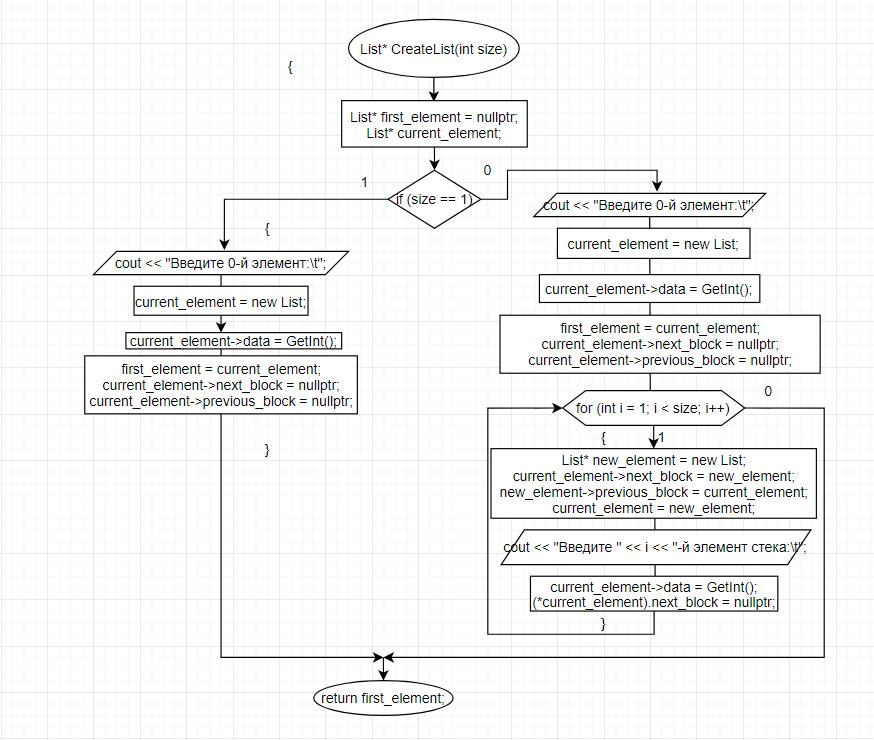 List* CreateList(int size)
{
List* first_element = nullptr;
List* current_element;
if (size == 1)
1
0
{
cout << "Введите 0-й элемент:\t";
current_element = new List;
current_element->data = GetInt();
first_element = current_element;
current_element->next_block = nullptr;
current_element->previous_block = nullptr;
}
cout << "Введите 0-й элемент:\t";
current_element = new List;
current_element->data = GetInt();
first_element = current_element;
current_element->next_block = nullptr;
current_element->previous_block = nullptr;
for (int i = 1; i < size; i++)
0
{
1
List* new_element = new List;
current_element->next_block = new_element;
new_element->previous_block = current_element;
current_element = new_element;
cout << "Введите " << i << "-й элемент стека:\t";
current_element->data = GetInt();
(*current_element).next_block = nullptr;
}
return first_element;